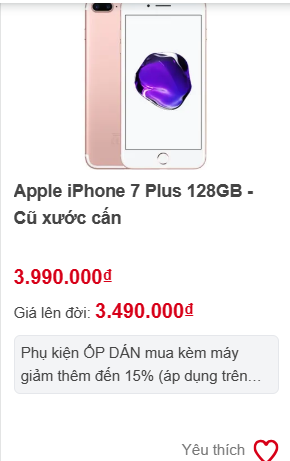 Apple iPhone 7 Plus 128GB -
Cũ xước cấn
3.990.000₫
Giá lên đời: 3.490.000₫
Phụ kiện ỐP DÁN mua kèm máy
giảm thêm đến 15% (áp dụng trên...
Yêu thích